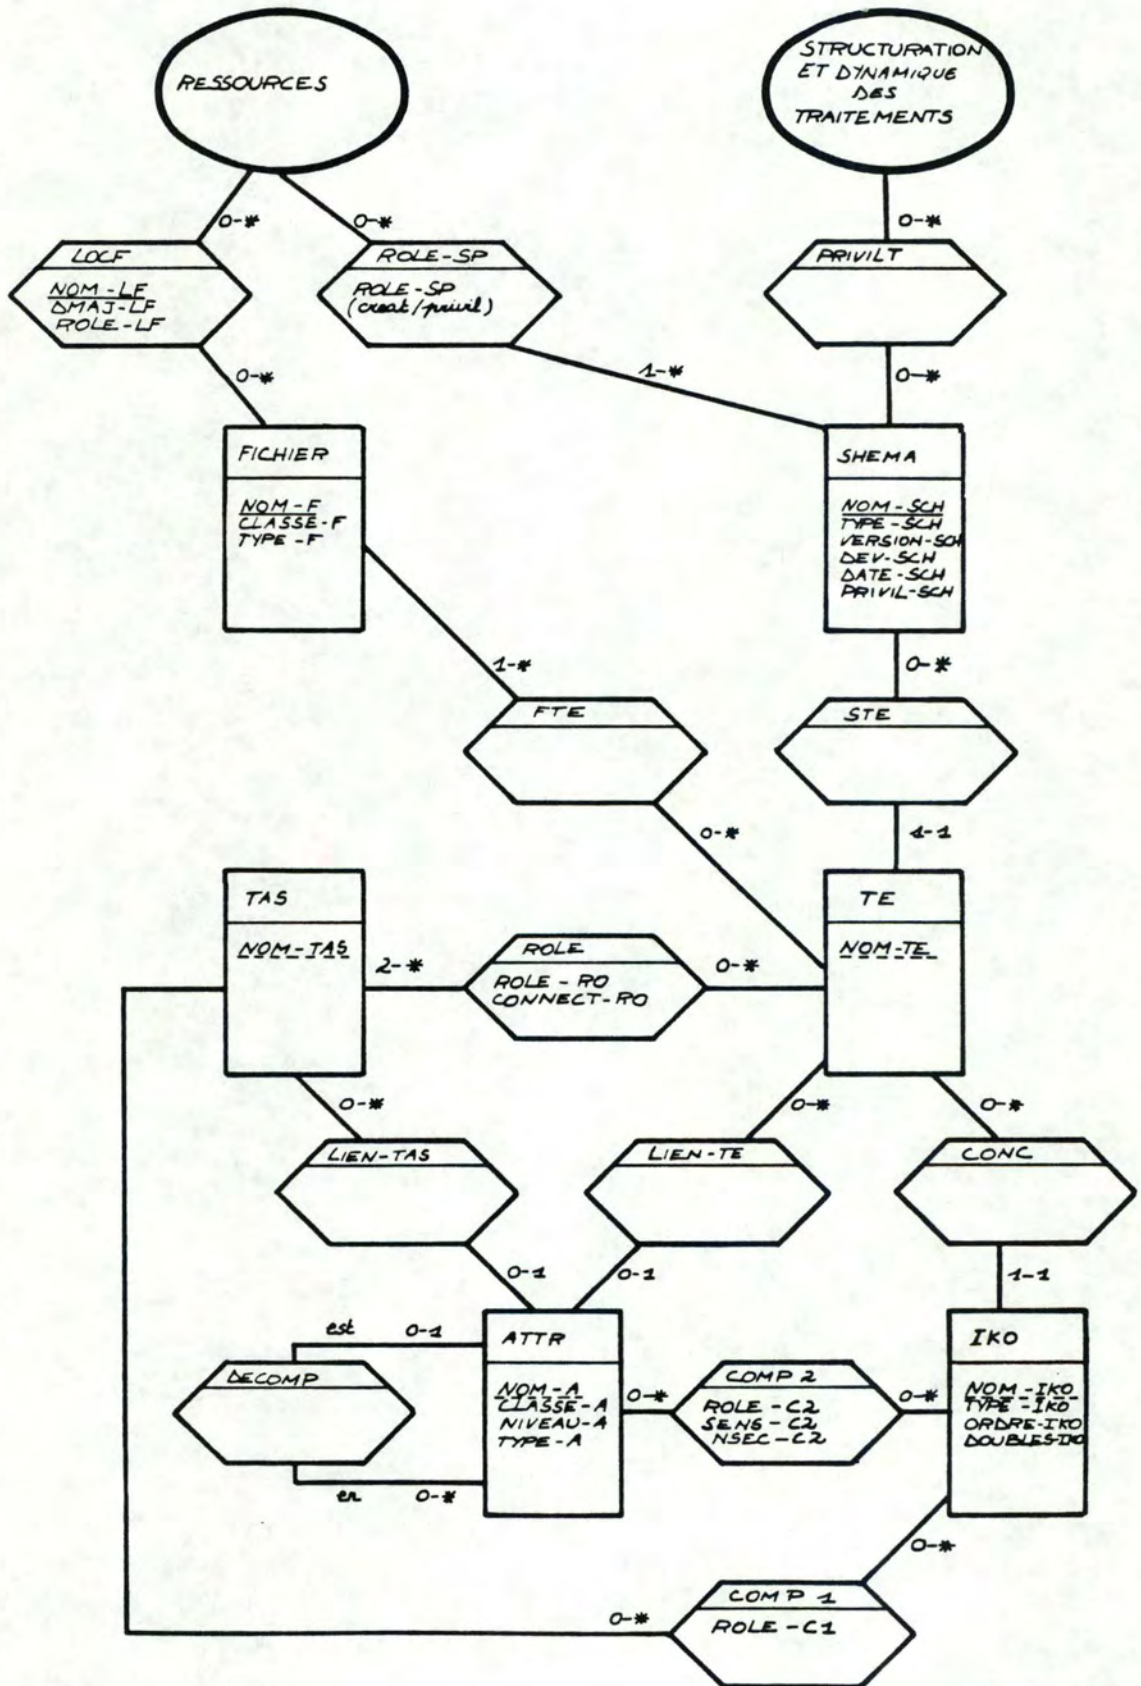 RESSOURCES
STRUCTURATION
ET DYNAMIQUE
DES
TRAITEMENTS
0-*
0-*
0-*
LOCF
NOM-LF
DMAJ-LF
ROLE-LF
ROLE-SP
ROLE-SP
(creat/privil)
PRIVILT
0-*
1-*
0-*
FICHIER
NOM-F
CLASSE-F
TYPE-F
SHEMA
NOM-SCH
TYPE-SCH
VERSION-SCH
DEV-SCH
DATE-SCH
PRIVIL-SCH
1-*
0-*
FTE
STE
0-*
1-1
TAS
NOM-TAS
2-*
ROLE
ROLE-RO
CONNECT-RO
0-*
TE
NOM-TE
0-*
0-*
0-*
LIEN-TAS
LIEN-TE
CONC
0-1
0-1
1-1
est
0-1
DECOMP
en
0-*
ATTR
NOM-A
CLASSE-A
NIVEAU-A
TYPE-A
0-*
COMP 2
ROLE-C2
SENS-C2
NSEC-C2
0-*
IKO
NOM-IKO
TYPE-IKO
ORDRE-IKO
DOUBLES-IKO
0-*
0-*
COMP 1
ROLE-C1